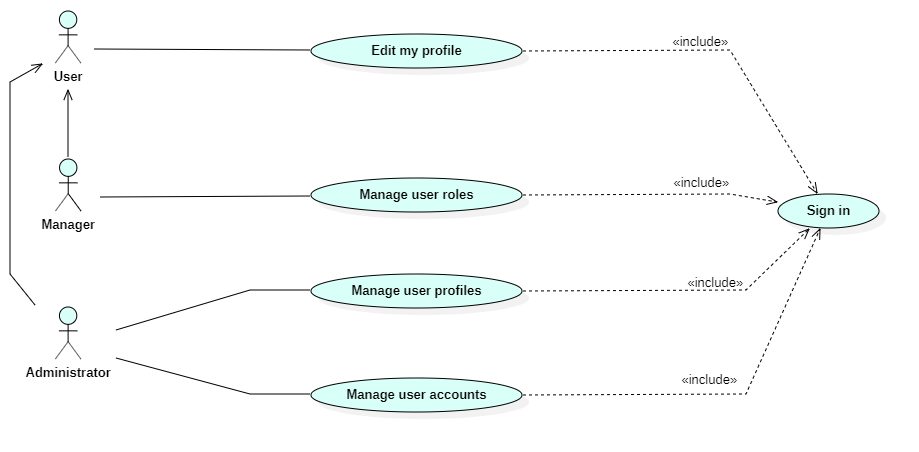 User
Edit my profile
«include»
Manager
Manage user roles
«include»
Sign in
Manage user profiles
«include»
Administrator
Manage user accounts
«include»